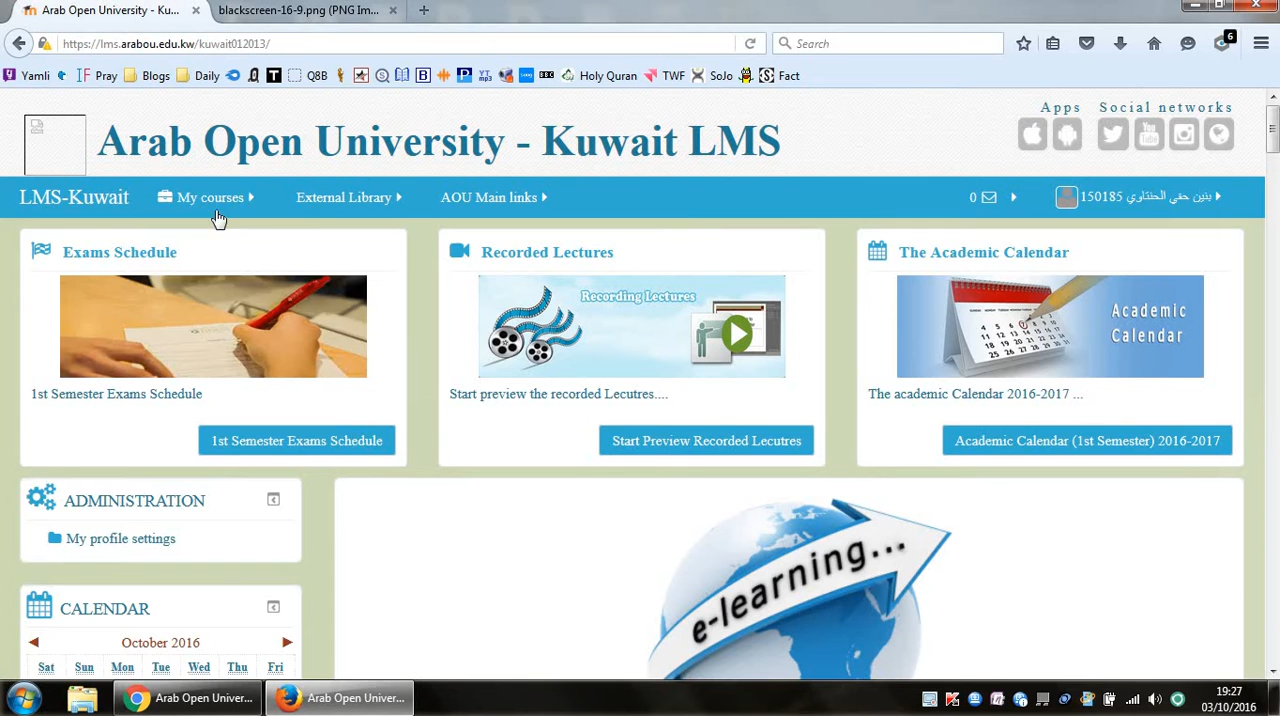 Arab Open University - Ku...
blackscreen-16-9.png (PNG Im...
https://lms.arabou.edu.kw/kuwait012013/
Search
6
Yamli
Pray
Blogs
Daily
Q8B
Holy Quran
TWF
SoJo
Fact
Apps
Social networks
Arab Open University - Kuwait LMS
LMS-Kuwait
My courses
External Library
AOU Main links
0
150185 بنين حقي الحنتاوي
Exams Schedule
Recorded Lectures
The Academic Calendar
Recording Lectures
Academic
Calendar
1st Semester Exams Schedule
Start preview the recorded Lecutres....
The academic Calendar 2016-2017 ...
1st Semester Exams Schedule
Start Preview Recorded Lecutres
Academic Calendar (1st Semester) 2016-2017
ADMINISTRATION
My profile settings
e-learning...
CALENDAR
October 2016
Sat
Sun
Mon
Tue
Wed
Thu
Fri
Arab Open Univer...
Arab Open Univer...
19:27
03/10/2016